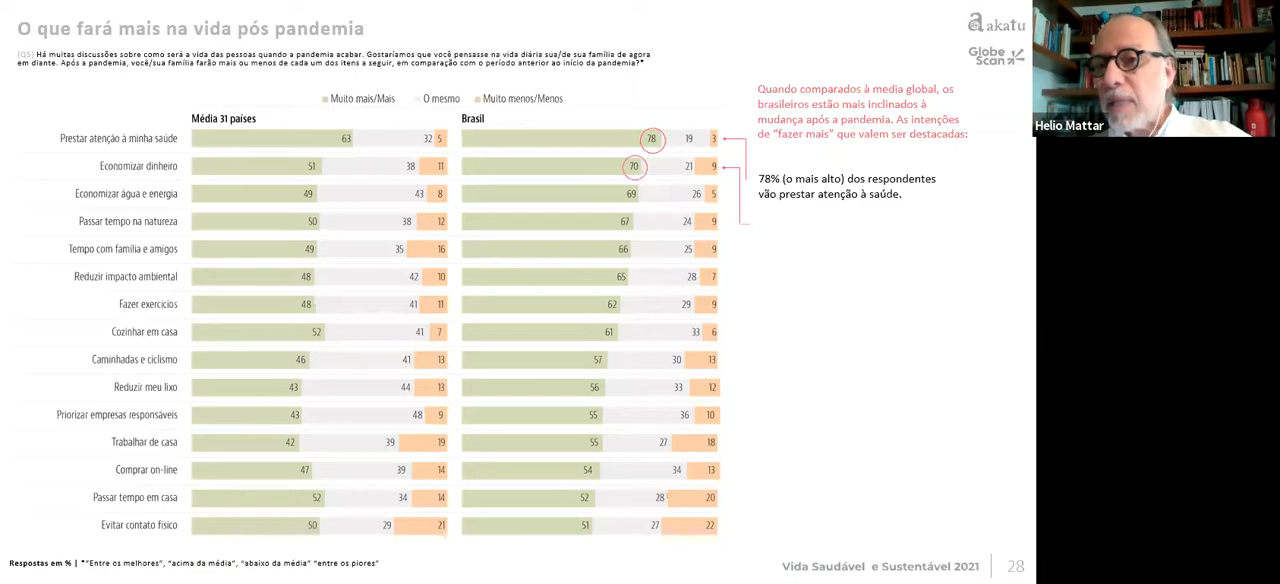 O que fará mais na vida pós pandemia
(Q5) Há muitas discussões sobre como será a vida das pessoas quando a pandemia acabar. Gostaríamos que você pensasse na vida diária sua/de sua família de agora
em diante. Após a pandemia, você/sua família farão mais ou menos de cada um dos itens a seguir, em comparação com o período anterior ao início da pandemia?*
akatu
Globe
Scan
Helio Mattar
Muito mais/Mais O mesmo Muito menos/Menos
Média 31 países Brasil
Prestar atenção à minha saúde 63 32 5 78 19 3
Economizar dinheiro 51 38 11 70 21 9
Economizar água e energia 49 43 8 69 26 5
Passar tempo na natureza 50 38 12 67 24 9
Tempo com família e amigos 49 35 16 66 25 9
Reduzir impacto ambiental 48 42 10 65 28 7
Fazer exercícios 48 41 11 62 29 9
Cozinhar em casa 52 41 7 61 33 6
Caminhadas e ciclismo 46 41 13 57 30 13
Reduzir meu lixo 43 44 13 56 33 12
Priorizar empresas responsáveis 43 48 9 55 36 10
Trabalhar de casa 42 39 19 55 27 18
Comprar on-line 47 39 14 54 34 13
Passar tempo em casa 52 34 14 52 28 20
Evitar contato físico 50 29 21 51 27 22
Quando comparados à media global, os
brasileiros estão mais inclinados à
mudança após a pandemia. As intenções
de “fazer mais” que valem ser destacadas:
78% (o mais alto) dos respondentes
vão prestar atenção à saúde.
Respostas em % | *“Entre os melhores”, “acima da média”, “abaixo da média” “entre os piores”
Vida Saudável e Sustentável 2021 | 28